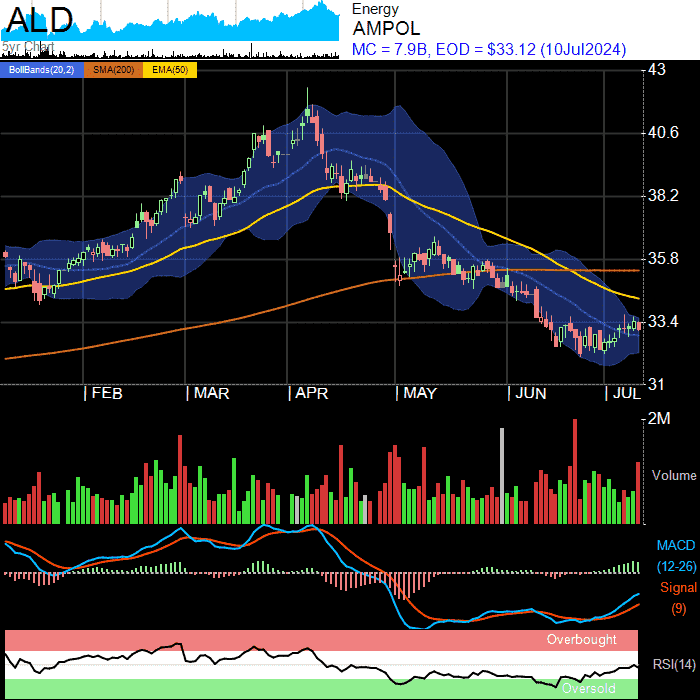 ALD
5yr Chart
Energy
AMPOL
MC = 7.9B, EOD = $33.12 (10Jul2024)
BollBands(20,2) SMA(200) EMA(50)
43
40.6
38.2
35.8
33.4
31
| FEB | MAR | APR | MAY | JUN | JUL
2M
Volume
MACD
(12-26)
Signal
(9)
Overbought
RSI(14)
Oversold